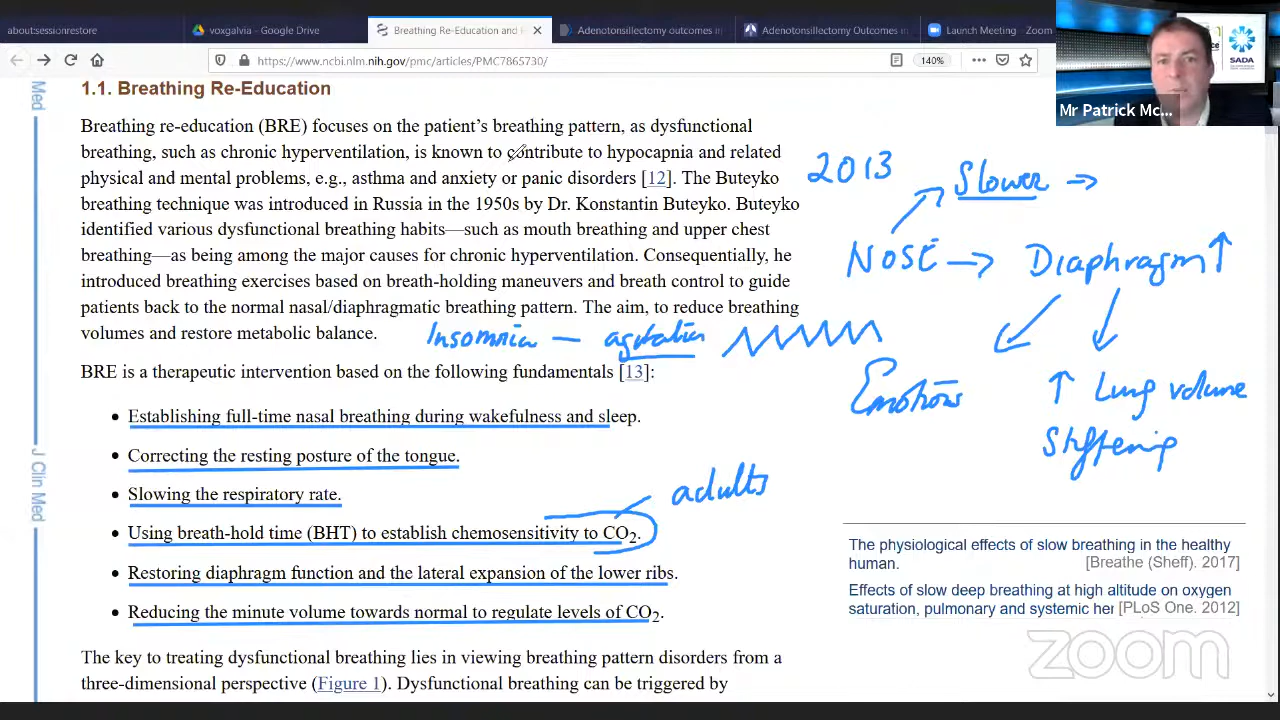 aboutsessionrestore
voxgalvia - Google Drive
Breathing Re-Education and
Adenotonsillectomy outcomes in
Adenotonsillectomy Outcomes in
Launch Meeting - Zoom
https://www.ncbi.nlm.nih.gov/pmc/articles/PMC7865730/
140%
SADA
Mr Patrick Mc...
J Clin Med
Med
1.1. Breathing Re-Education
Breathing re-education (BRE) focuses on the patient's breathing pattern, as dysfunctional
breathing, such as chronic hyperventilation, is known to contribute to hypocapnia and related
physical and mental problems, e.g., asthma and anxiety or panic disorders [12]. The Buteyko
breathing technique was introduced in Russia in the 1950s by Dr. Konstantin Buteyko. Buteyko
identified various dysfunctional breathing habits—such as mouth breathing and upper chest
breathing—as being among the major causes for chronic hyperventilation. Consequentially, he
introduced breathing exercises based on breath-holding maneuvers and breath control to guide
patients back to the normal nasal/diaphragmatic breathing pattern. The aim, to reduce breathing
volumes and restore metabolic balance.
Insomnia — agitation
BRE is a therapeutic intervention based on the following fundamentals [13]:
• Establishing full-time nasal breathing during wakefulness and sleep.
• Correcting the resting posture of the tongue.
• Slowing the respiratory rate.
• Using breath-hold time (BHT) to establish chemosensitivity to CO2.
• Restoring diaphragm function and the lateral expansion of the lower ribs.
• Reducing the minute volume towards normal to regulate levels of CO2.
The key to treating dysfunctional breathing lies in viewing breathing pattern disorders from a
three-dimensional perspective (Figure 1). Dysfunctional breathing can be triggered by
adults
2013
Slower →
NOSE → Diaphragm ↑
Emotions
↑ Lung volume
Stiffening
The physiological effects of slow breathing in the healthy
human. [Breathe (Sheff). 2017]
Effects of slow deep breathing at high altitude on oxygen
saturation, pulmonary and systemic her [PLoS One. 2012]
zoom